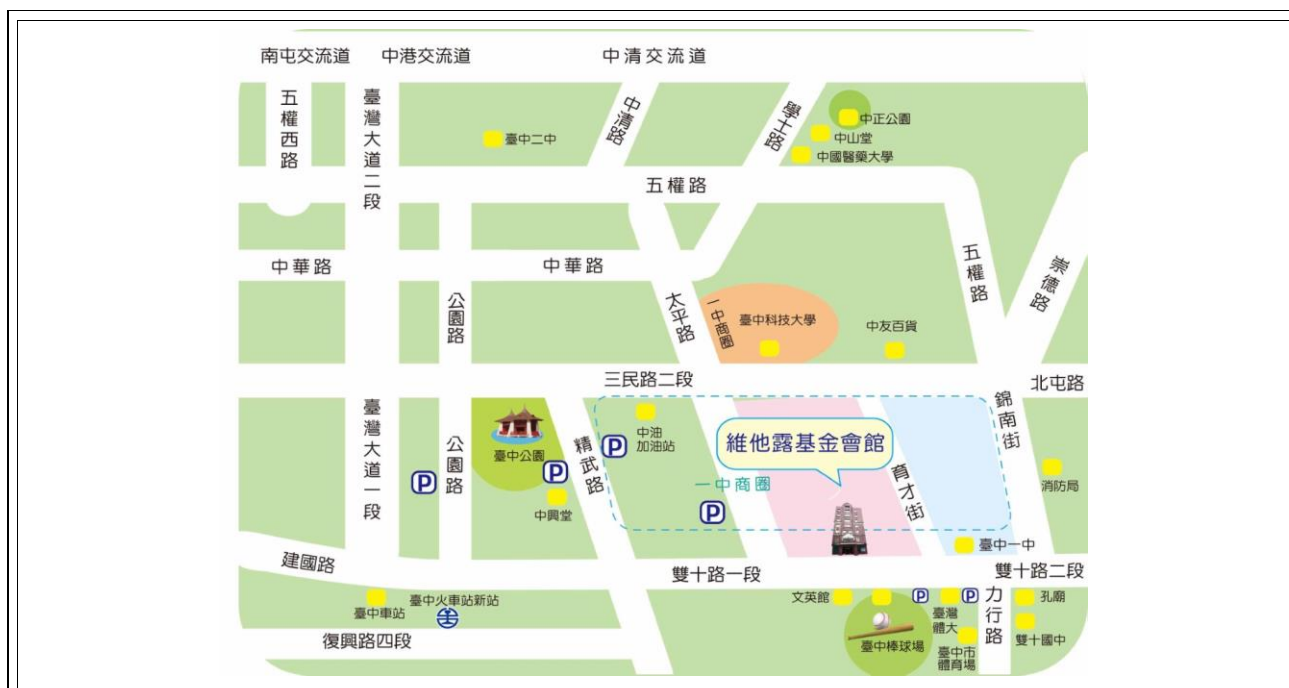 南屯交流道
中港交流道
中清交流道
五權西路
臺灣大道二段
臺中二中
中清路
學士路
中正公園
中山堂
中國醫藥大學
五權路
中華路
中華路
公園路
太平路
一中商圈
臺中科技大學
中友百貨
五權路
崇德路
三民路二段
北屯路
臺灣大道一段
公園路
P
臺中公園
P
中興堂
精武路
P
中油
加油站
維他露基金會館
一中商圈
P
育才街
錦南街
消防局
臺中一中
建國路
雙十路一段
雙十路二段
臺中車站
臺中火車站新站
復興路四段
文英館
臺中棒球場
P
臺灣
體大
P
臺中市
體育場
力行路
孔廟
雙十國中